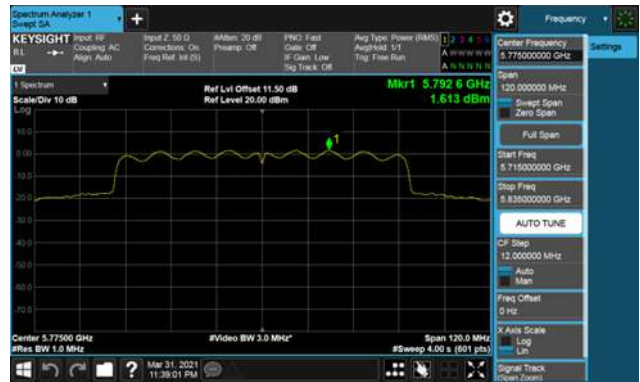 Spectrum Analyzer 1
Swept SA
+
Frequency
KEYSIGHT
RL
Input: RF
Coupling: AC
Align: Auto
Input Z: 50 Ω
Corrections: On
Freq Ref: Int (S)
#Atten: 20 dB
Preamp: Off
PNO: Fast
Gate: Off
IF Gain: Low
Sig Track: Off
Avg Type: Power (RMS)
Avg|Hold: 1/1
Trig: Free Run
1 2 3 4 5 6
A W W W W W
A N N N N N
LM
1 Spectrum
Scale/Div 10 dB
Log
Ref Lvl Offset 11.50 dB
Ref Level 20.00 dBm
Mkr1 5.792 6 GHz
1.613 dBm
1
10.0
0.00
-10.0
-20.0
-30.0
-40.0
-50.0
-60.0
-70.0
Center 5.77500 GHz
#Res BW 1.0 MHz
#Video BW 3.0 MHz*
Span 120.0 MHz
#Sweep 4.00 s (601 pts)
Mar 31, 2021
11:39:01 PM
?
Center Frequency
5.775000000 GHz
Settings
Span
120.000000 MHz
Swept Span
Zero Span
Full Span
Start Freq
5.715000000 GHz
Stop Freq
5.835000000 GHz
AUTO TUNE
CF Step
12.000000 MHz
Auto
Man
Freq Offset
0 Hz
X Axis Scale
Log
Lin
Signal Track
(Span Zoom)